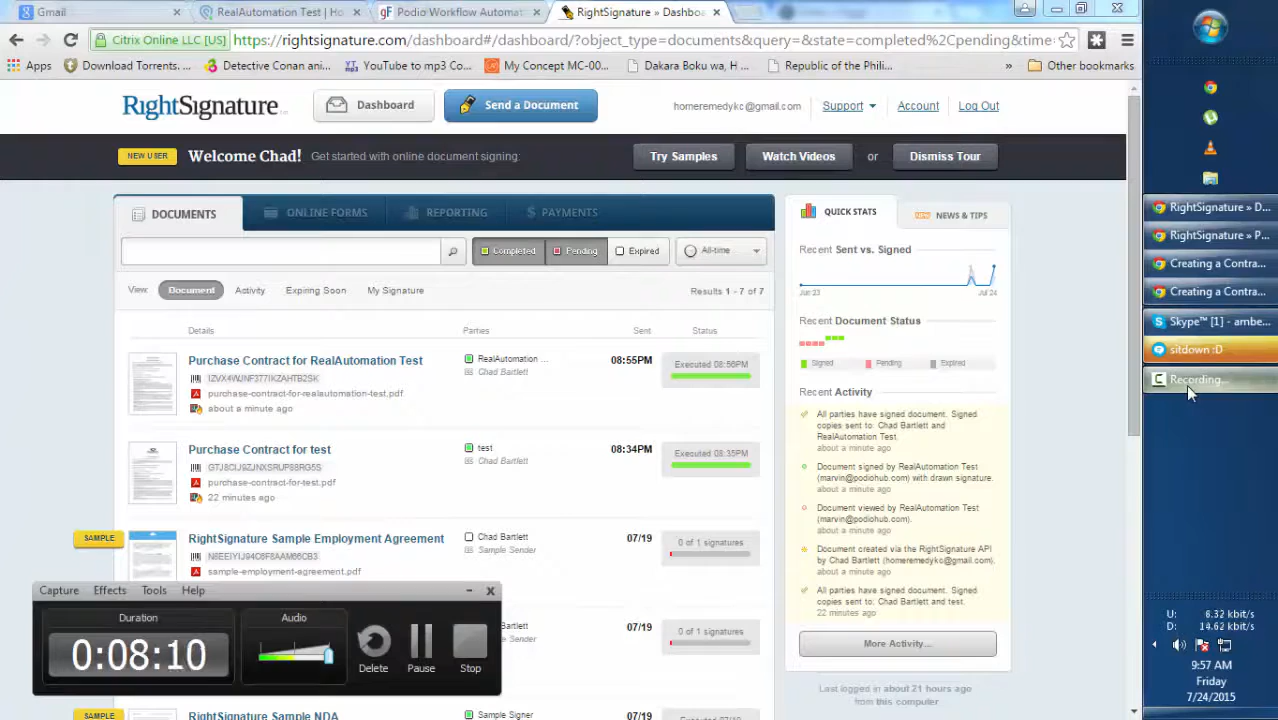 Gmail
RealAutomation Test | Ho
Podio Workflow Automat
RightSignature » Dashbo
Citrix Online LLC [US]
https://rightsignature.com/dashboard#/dashboard/?object_type=documents&query=&state=completed%2Cpending&time-
Apps
Download Torrents..
Detective Conan ani...
YouTube to mp3 Co...
My Concept MC-00...
Dakara Boku wa, H ...
Republic of the Phili...
»
Other bookmarks
RightSignature
Dashboard
Send a Document
homeremedykc@gmail.com
Support
Account
Log Out
NEW USER
Welcome Chad!
Get started with online document signing:
Try Samples
Watch Videos
or
Dismiss Tour
DOCUMENTS
ONLINE FORMS
REPORTING
PAYMENTS
Completed
Pending
Expired
All-time
View:
Document
Activity
Expiring Soon
My Signature
Results 1 - 7 of 7
Details
Parties
Sent
Status
Purchase Contract for RealAutomation Test
purchase-contract-for-realautomation-test.pdf
about a minute ago
RealAutomation ...
Chad Bartlett
08:55PM
Executed 08:56PM
Purchase Contract for test
purchase-contract-for-test.pdf
22 minutes ago
test
Chad Bartlett
08:34PM
Executed 08:35PM
SAMPLE
RightSignature Sample Employment Agreement
sample-employment-agreement.pdf
Chad Bartlett
Sample Sender
07/19
0 of 1 signatures
Bartlett
Sender
07/19
0 of 1 signatures
SAMPLE
RightSignature Sample NDA
Sample Signer
07/19
QUICK STATS
NEWS & TIPS
Recent Sent vs. Signed
Jun 23
Jul 24
Recent Document Status
Signed
Pending
Expired
Recent Activity
All parties have signed document. Signed
copies sent to: Chad Bartlett and
RealAutomation Test.
about a minute ago
Document signed by RealAutomation Test
(marvin@podiohub.com) with drawn signature.
about a minute ago
Document viewed by RealAutomation Test
(marvin@podiohub.com).
about a minute ago
Document created via the RightSignature API
by Chad Bartlett (homeremedykc@gmail.com).
about a minute ago
All parties have signed document. Signed
copies sent to: Chad Bartlett and test.
22 minutes ago
More Activity...
Last logged in about 21 hours ago
from this computer
Capture
Effects
Tools
Help
Duration
0:08:10
Audio
Delete
Pause
Stop
RightSignature » D...
RightSignature » P...
Creating a Contra...
Creating a Contra...
Skype™ [1] - ambe...
sitdown :D
Recording...
U: 6.32 kbit/s
D: 14.62 kbit/s
9:57 AM
Friday
7/24/2015